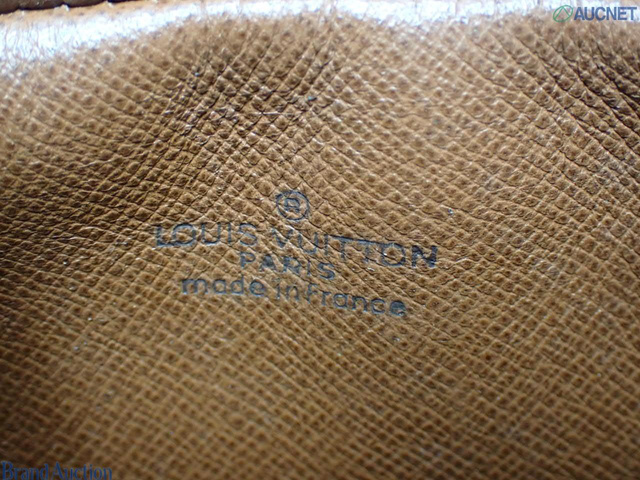 AUCNET
®
LOUIS VUITTON
PARIS
made in France
Brand Auction